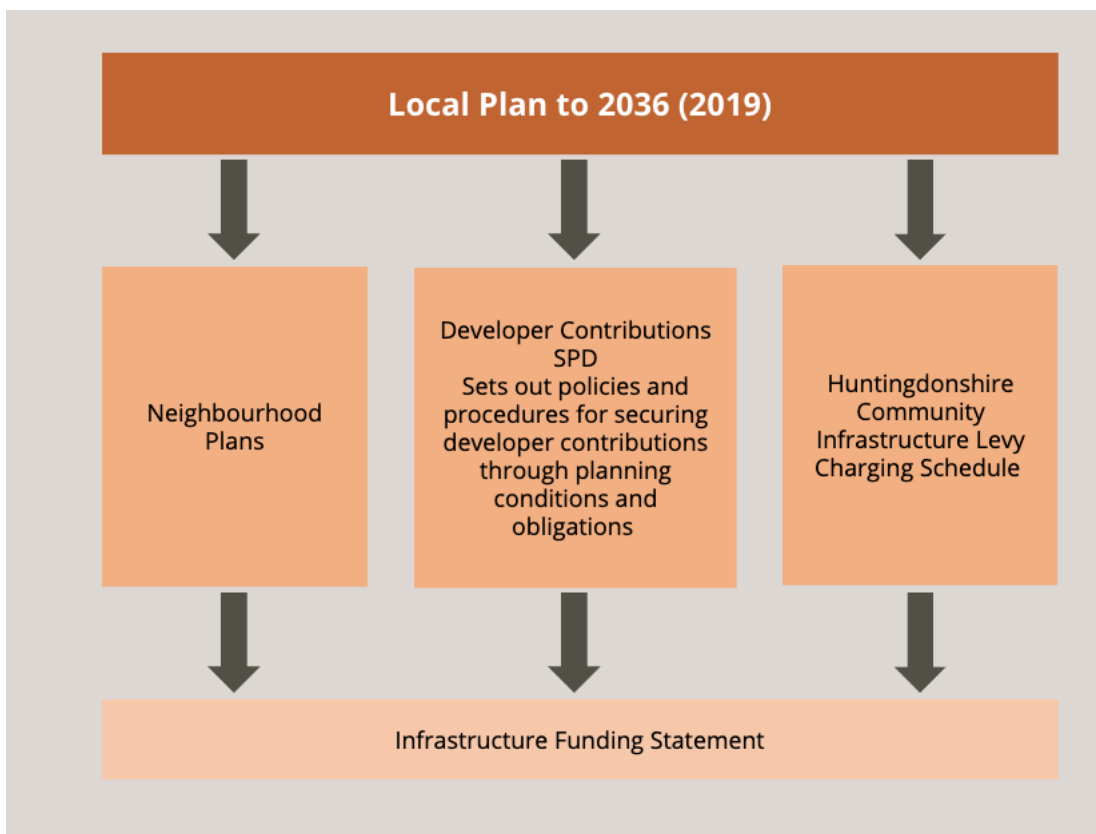 Local Plan to 2036 (2019)
Neighbourhood
Plans
Developer Contributions
SPD
Sets out policies and
procedures for securing
developer contributions
through planning
conditions and
obligations
Huntingdonshire
Community
Infrastructure Levy
Charging Schedule
Infrastructure Funding Statement